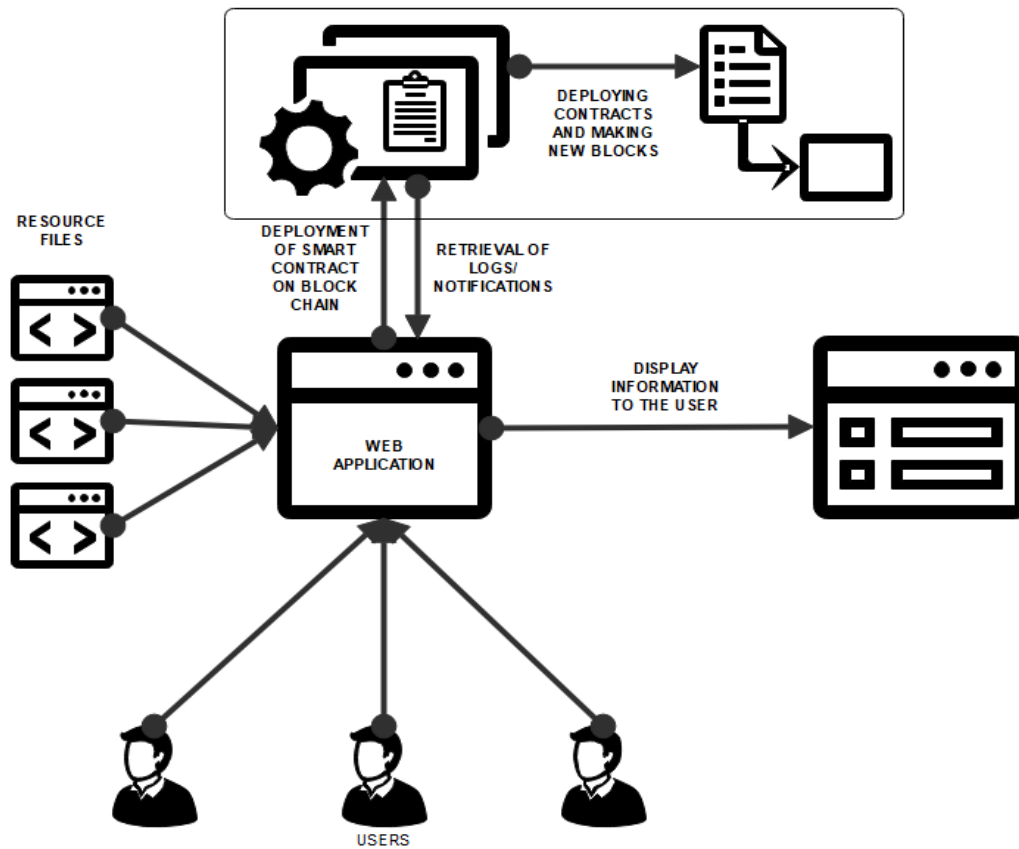 DEPLOYING
CONTRACTS
AND MAKING
NEW BLOCKS
RESOURCE
FILES
DEPLOYMENT
OF SMART
CONTRACT
ON BLOCK
CHAIN
RETRIEVAL OF
LOGS/
NOTIFICATIONS
WEB
APPLICATION
DISPLAY
INFORMATION
TO THE USER
USERS